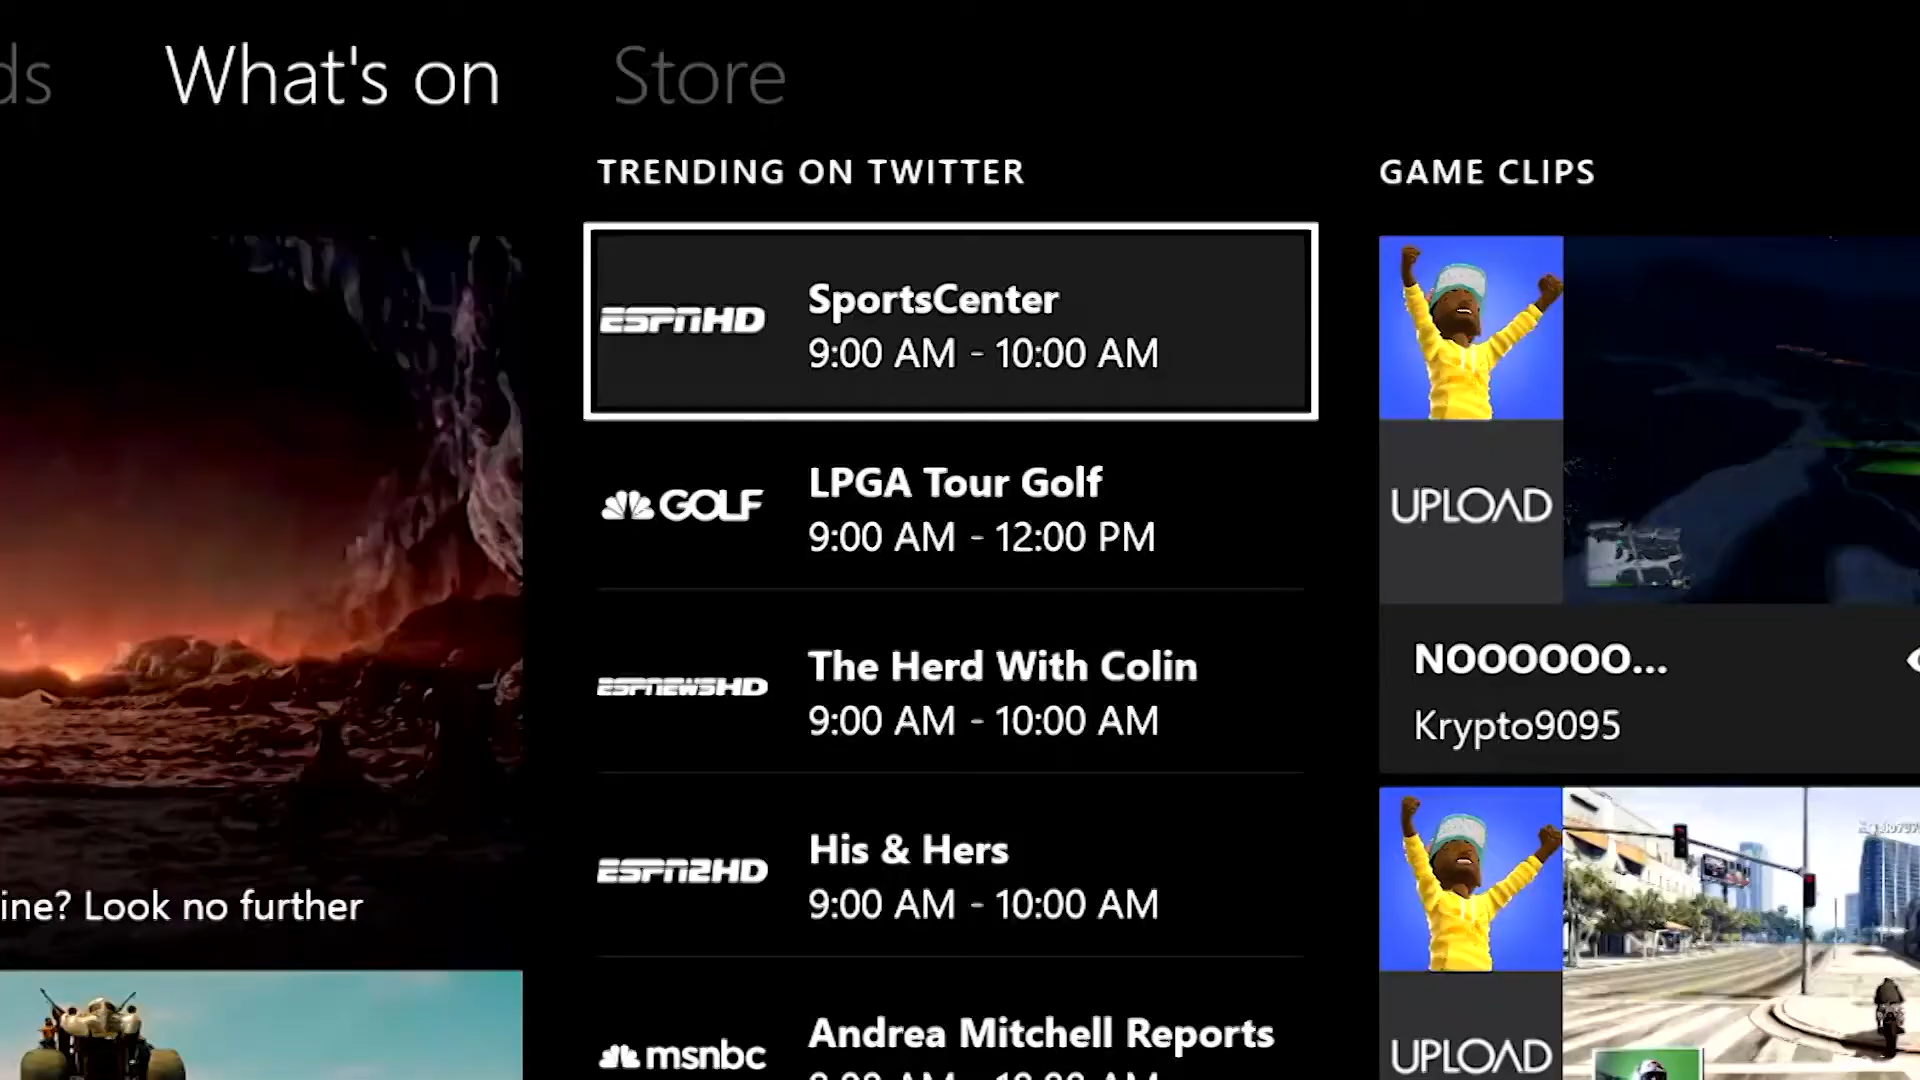 ds
What's on
Store
TRENDING ON TWITTER
GAME CLIPS
ESPNHD
SportsCenter
9:00 AM - 10:00 AM
GOLF
LPGA Tour Golf
9:00 AM - 12:00 PM
UPLOAD
ESPNEWSHD
The Herd With Colin
9:00 AM - 10:00 AM
NOOOOOO...
Krypto9095
ESPN2HD
His & Hers
9:00 AM - 10:00 AM
ine? Look no further
msnbc
Andrea Mitchell Reports
UPLOAD